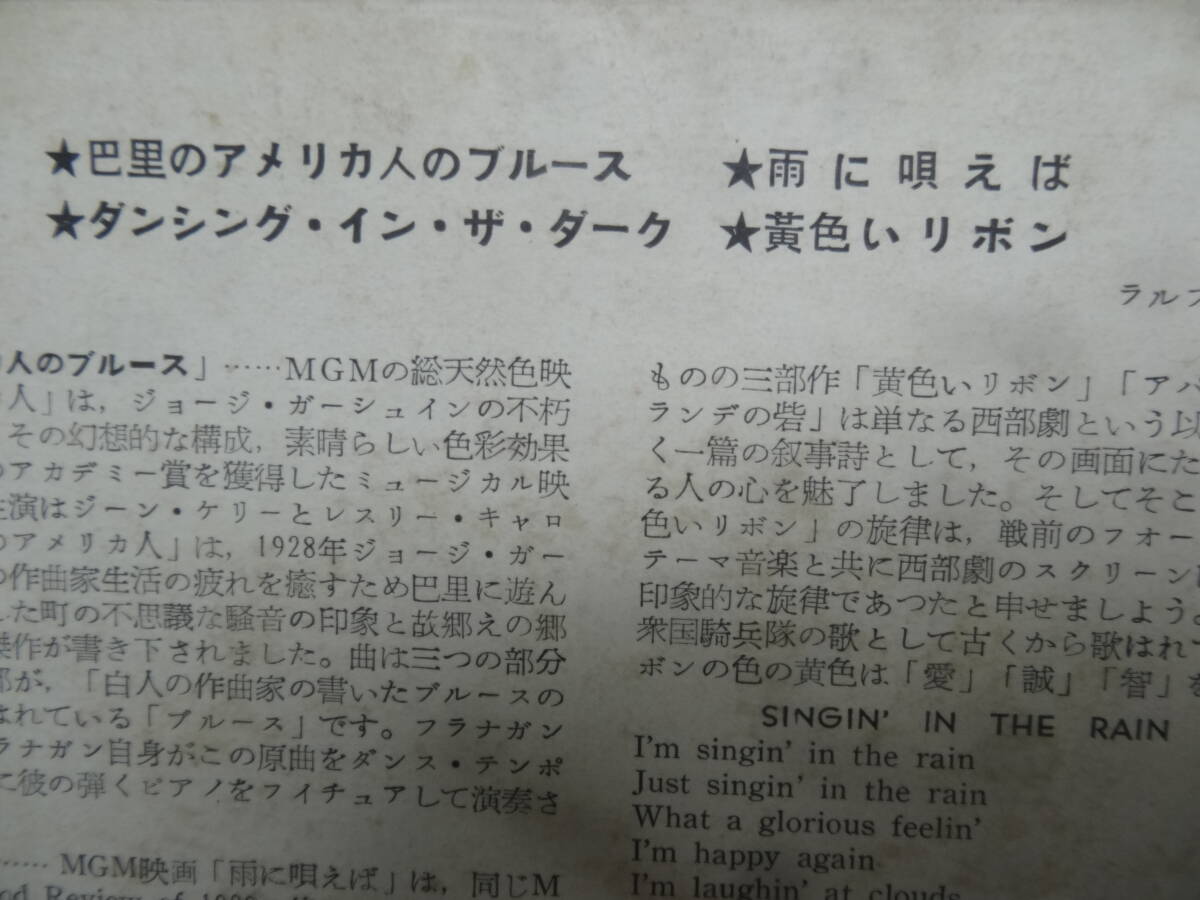 ★巴里のアメリカ人のブルース
★ダンシング・イン・ザ・ダーク
★雨に唄えば
★黃色いリボン
ラルフ
人のブルース」……MGMの総天然色映
人」は，ジョージ・ガーシュインの不朽
その幻想的な構成，素晴らしい色彩効果
のアカデミー賞を獲得したミュージカル映
主演はジーン・ケリーとレスリー・キャロ
のアメリカ人」は，1928年ジョージ・ガー
の作曲家生活の疲れを癒すため巴里に遊ん
した町の不思議な騒音の印象と故郷えの郷
傑作が書き下されました。曲は三つの部分
部が，「白人の作曲家の書いたブルースの
はれている「ブルース」です。フラナガン
ラナガン自身がこの原曲をダンス・テンポ
に彼の弾くピアノをフイチュアして演奏さ
……MGM映画「雨に唄えば」は，同じM
ものの三部作「黄色いリボン」「アパ
ランデの砦」は単なる西部劇という以
く一篇の叙事詩として，その画面にた
る人の心を魅了しました。そしてそこ
色いリボン」の旋律は，戦前のフォー
テーマ音楽と共に西部劇のスクリーン
印象的な旋律であつたと申せましよう。
衆国騎兵隊の歌として古くから歌はれて
ボンの色の黄色は「愛」「誠」「智」を
SINGIN' IN THE RAIN
I'm singin' in the rain
Just singin' in the rain
What a glorious feelin'
I'm happy again
I'm laughin' at clouds